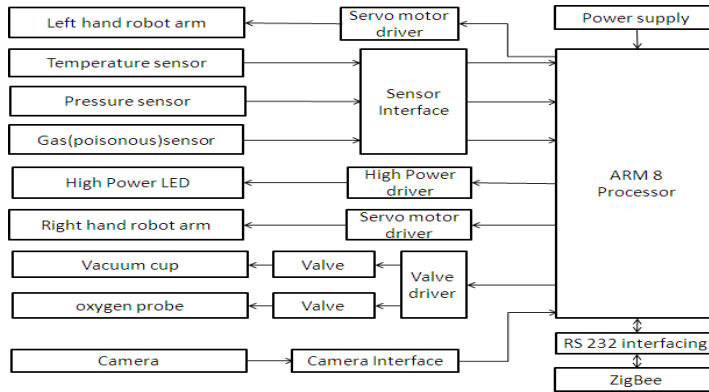 Left hand robot arm
Servo motor
driver
Power supply
Temperature sensor
Pressure sensor
Gas(poisonous)sensor
Sensor
Interface
ARM 8
Processor
High Power LED
High Power
driver
Right hand robot arm
Servo motor
driver
Vacuum cup
Valve
Valve
driver
oxygen probe
Valve
Camera
Camera Interface
RS 232 interfacing
ZigBee